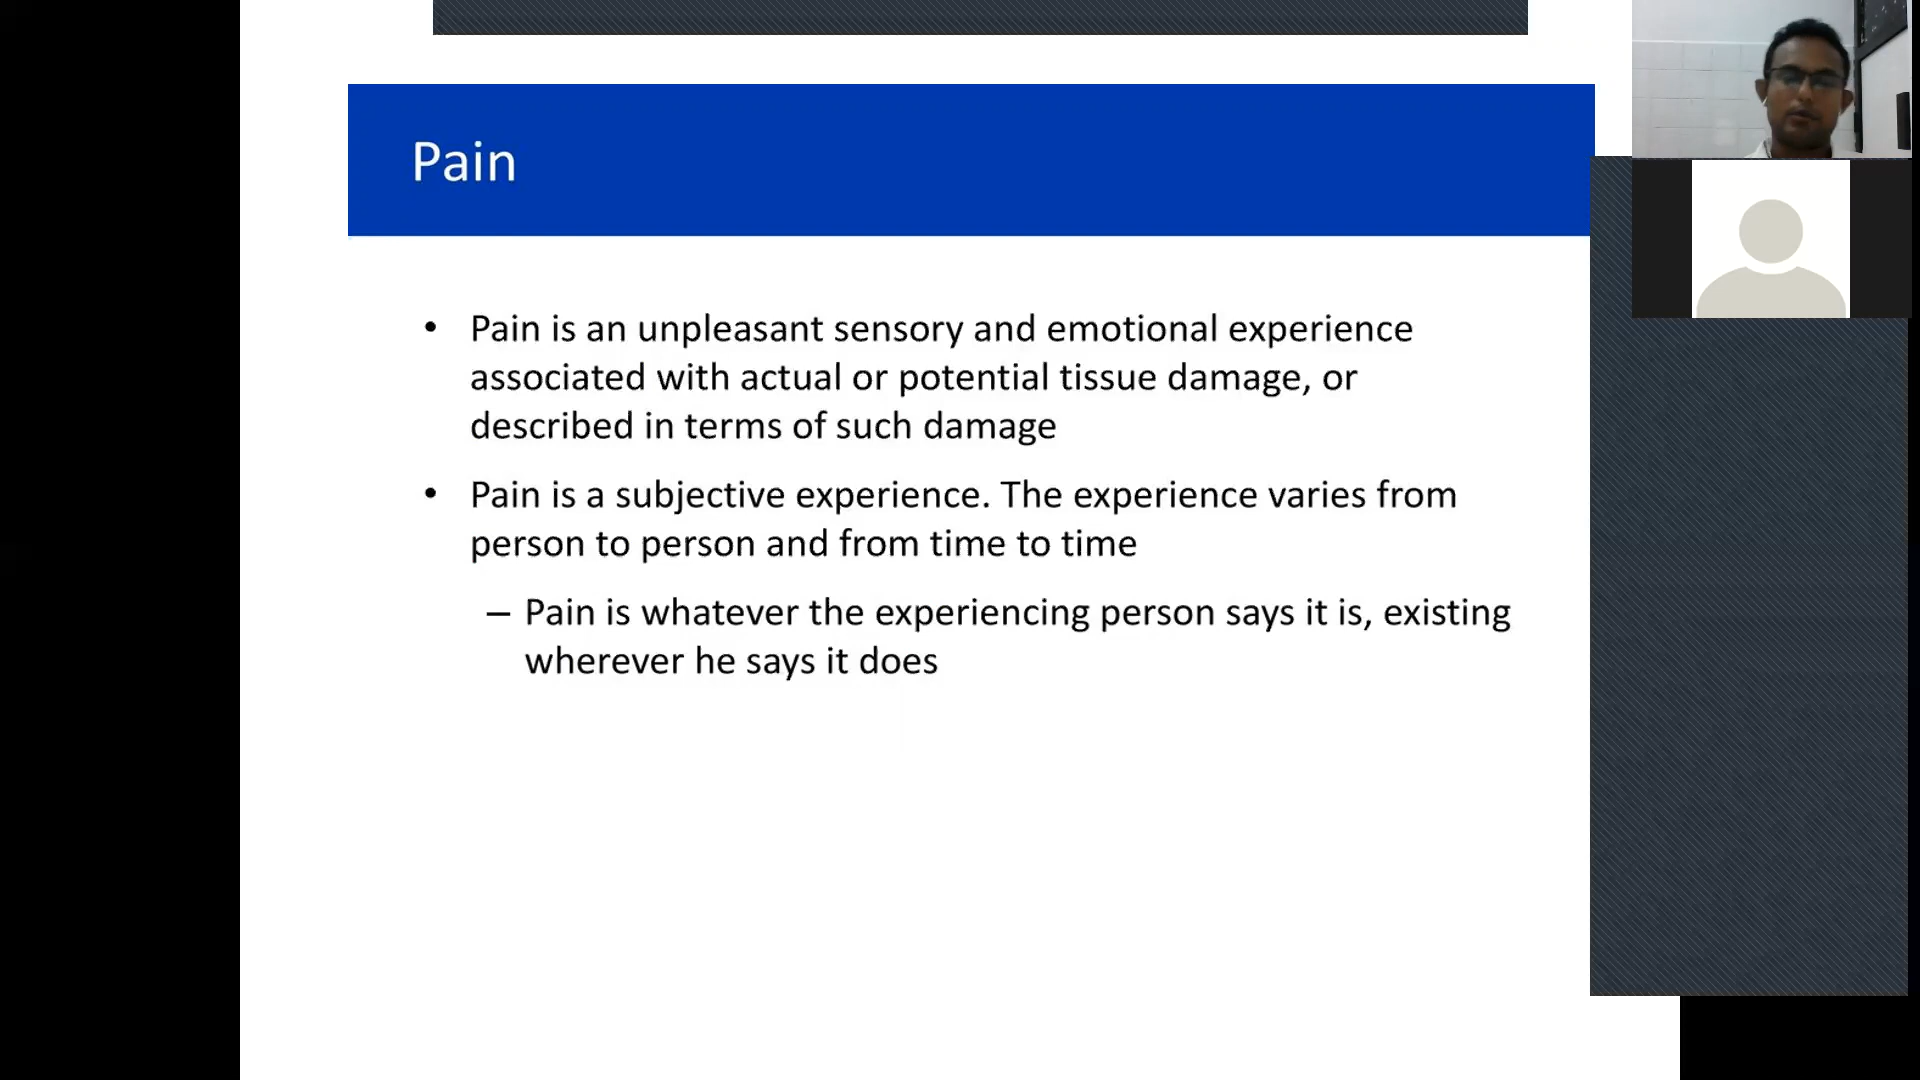 Pain
• Pain is an unpleasant sensory and emotional experience
associated with actual or potential tissue damage, or
described in terms of such damage
• Pain is a subjective experience. The experience varies from
person to person and from time to time
– Pain is whatever the experiencing person says it is, existing
wherever he says it does